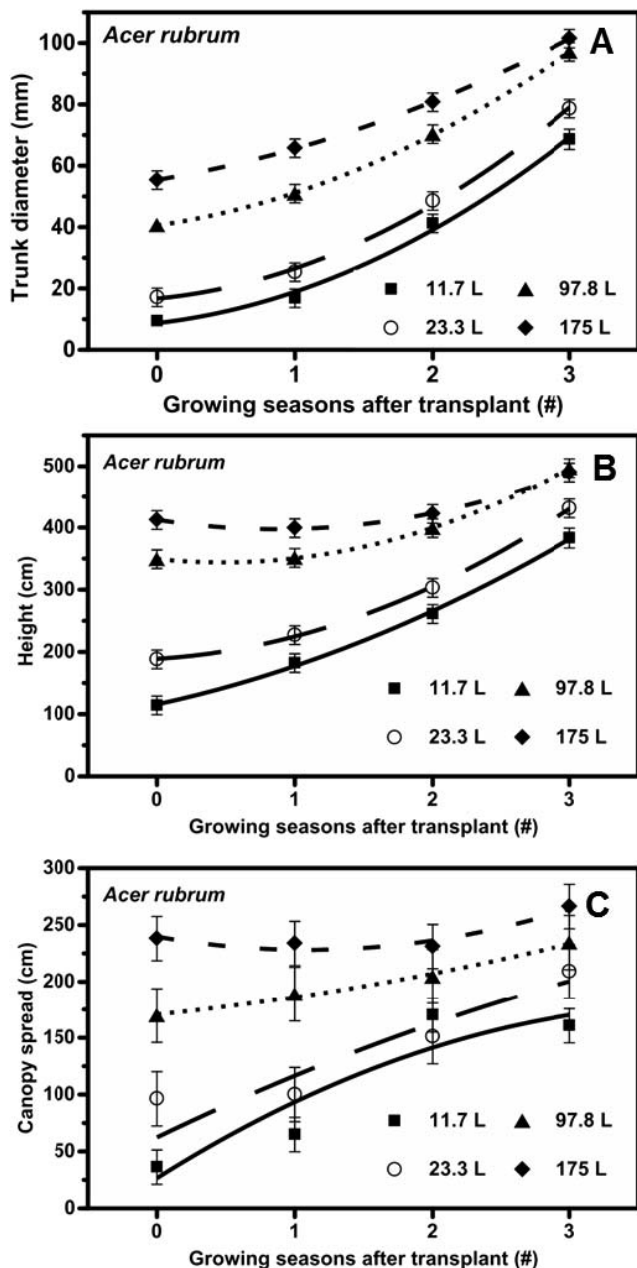 Acer rubrum
A
100
80
60
40
20
0
Trunk diameter (mm)
11.7 L 97.8 L
23.3 L 175 L
0 1 2 3
Growing seasons after transplant (#)
Acer rubrum
B
500
400
300
200
100
0
Height (cm)
11.7 L 97.8 L
23.3 L 175 L
0 1 2 3
Growing seasons after transplant (#)
300
Acer rubrum
C
250
200
150
100
50
0
Canopy spread (cm)
11.7 L 97.8 L
23.3 L 175 L
0 1 2 3
Growing seasons after transplant (#)